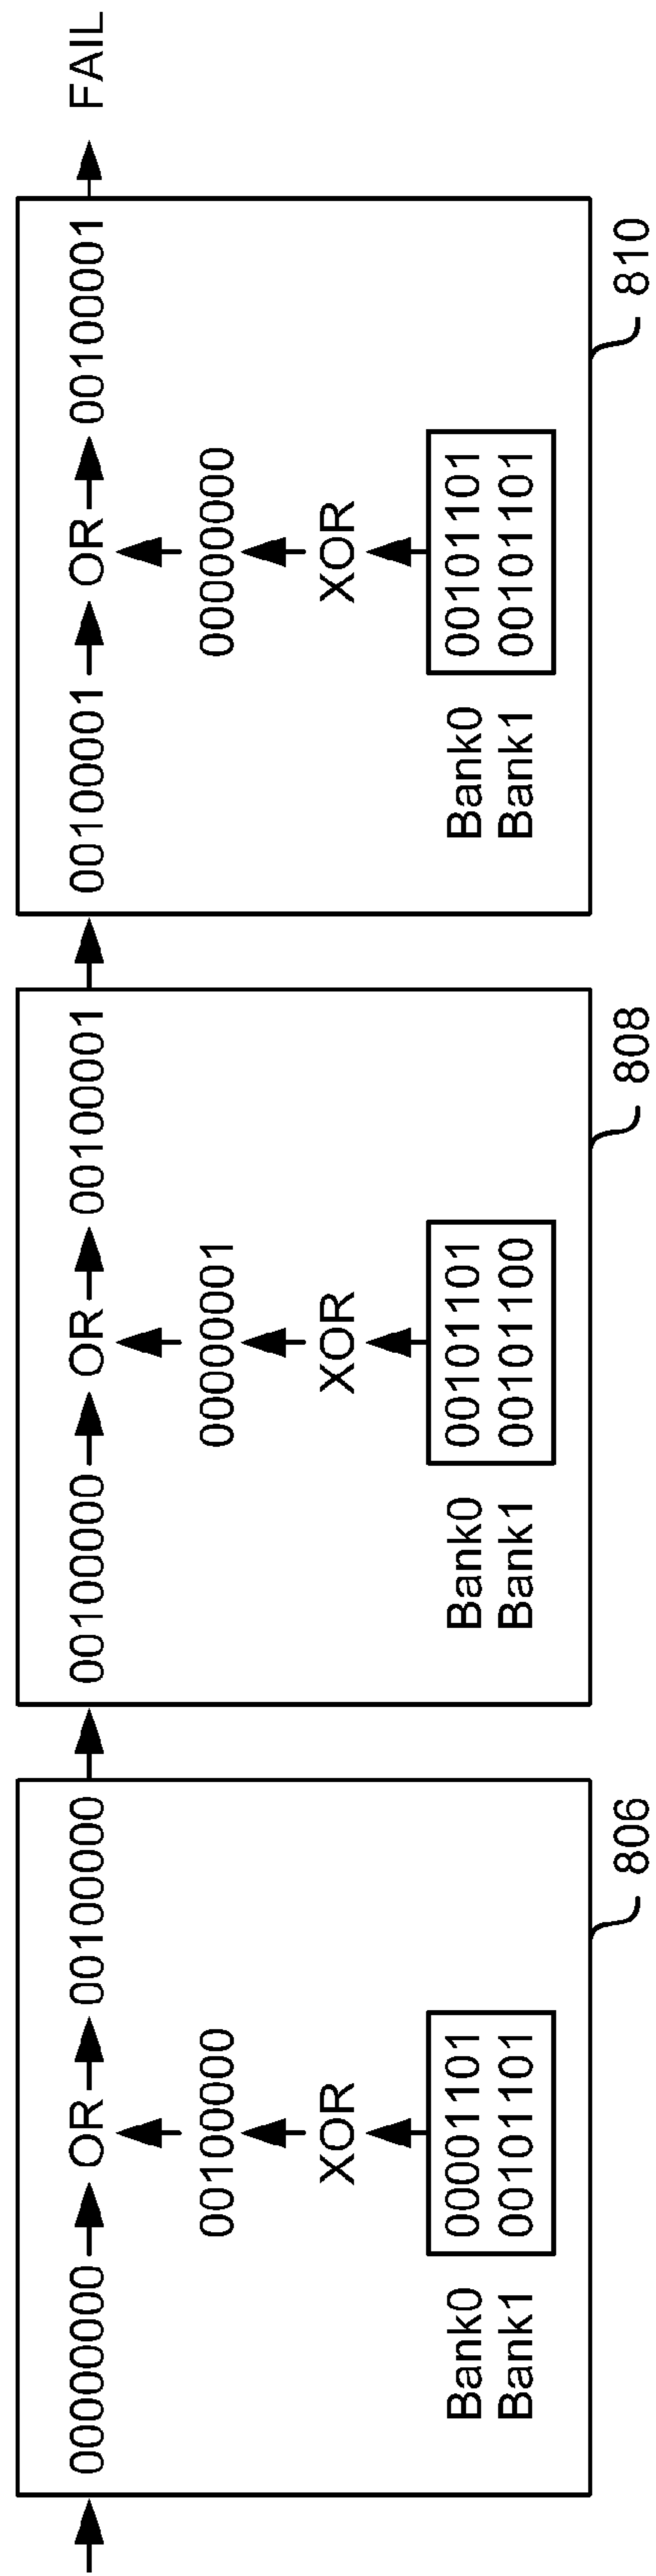 00000000 OR 00100000
00100000
XOR
Bank0 00001101
Bank1 00101101
806
00100000 OR 00100001
00000001
XOR
Bank0 00101101
Bank1 00101100
808
00100001 OR 00100001
00000000
XOR
Bank0 00101101
Bank1 00101101
810
FAIL